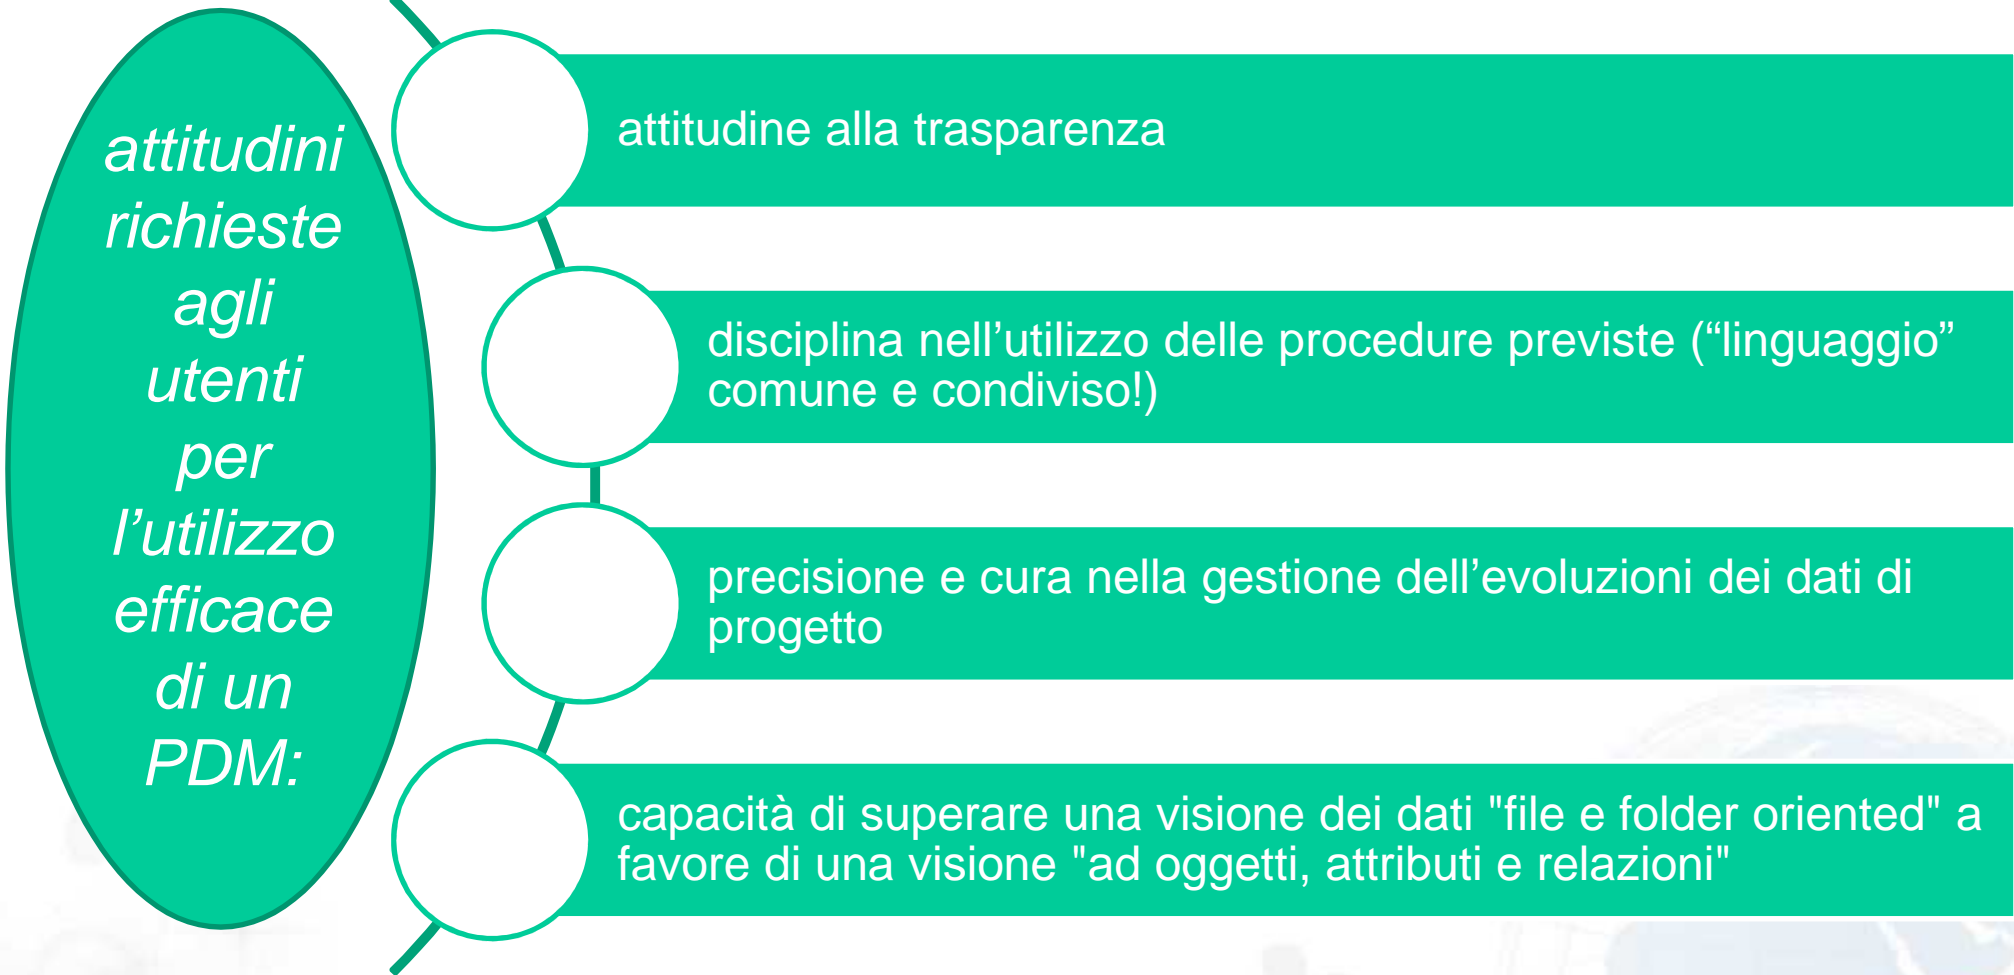 attitudini
richieste
agli
utenti
per
l’utilizzo
efficace
di un
PDM:
attitudine alla trasparenza
disciplina nell’utilizzo delle procedure previste (“linguaggio”
comune e condiviso!)
precisione e cura nella gestione dell’evoluzioni dei dati di
progetto
capacità di superare una visione dei dati "file e folder oriented" a
favore di una visione "ad oggetti, attributi e relazioni"